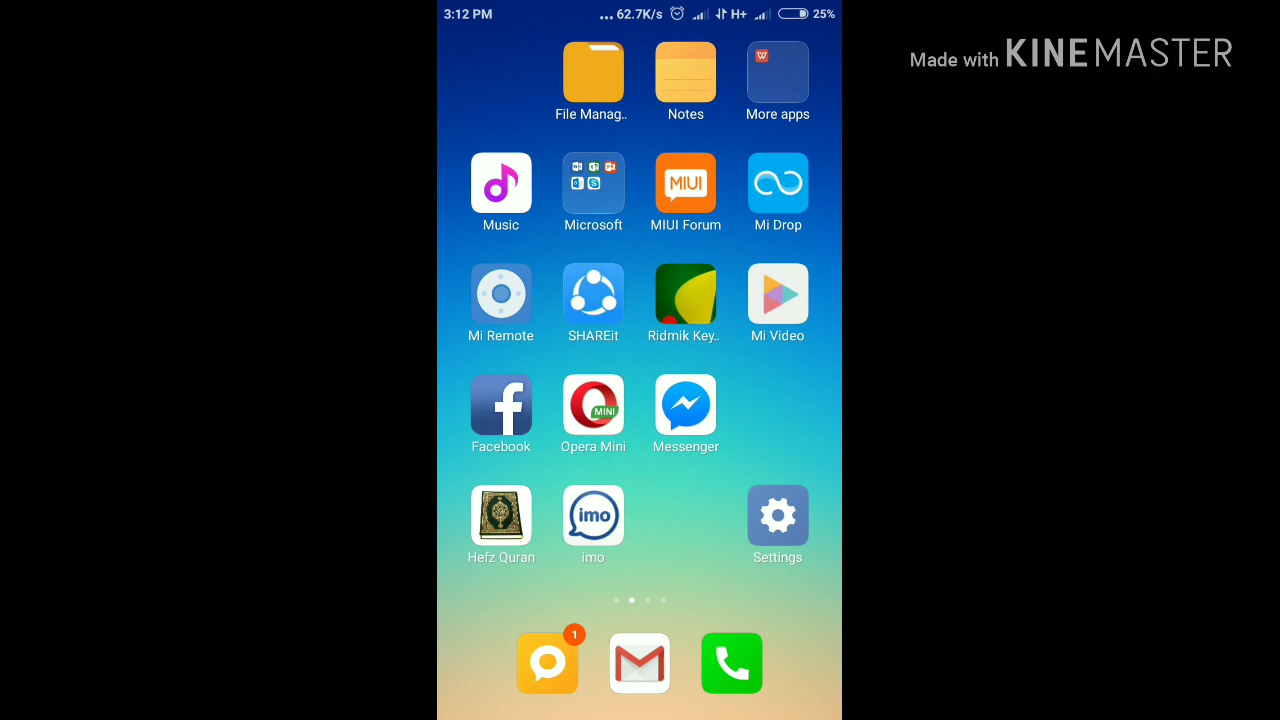 3:12 PM ... 62.7K/s H+ 25%
Made with KINEMASTER
File Manag.. Notes More apps
W
MIUI
Music Microsoft MIUI Forum Mi Drop
Mi Remote SHAREit Ridmik Key.. Mi Video
MINI
Facebook Opera Mini Messenger
imo
Hefz Quran imo Settings
1